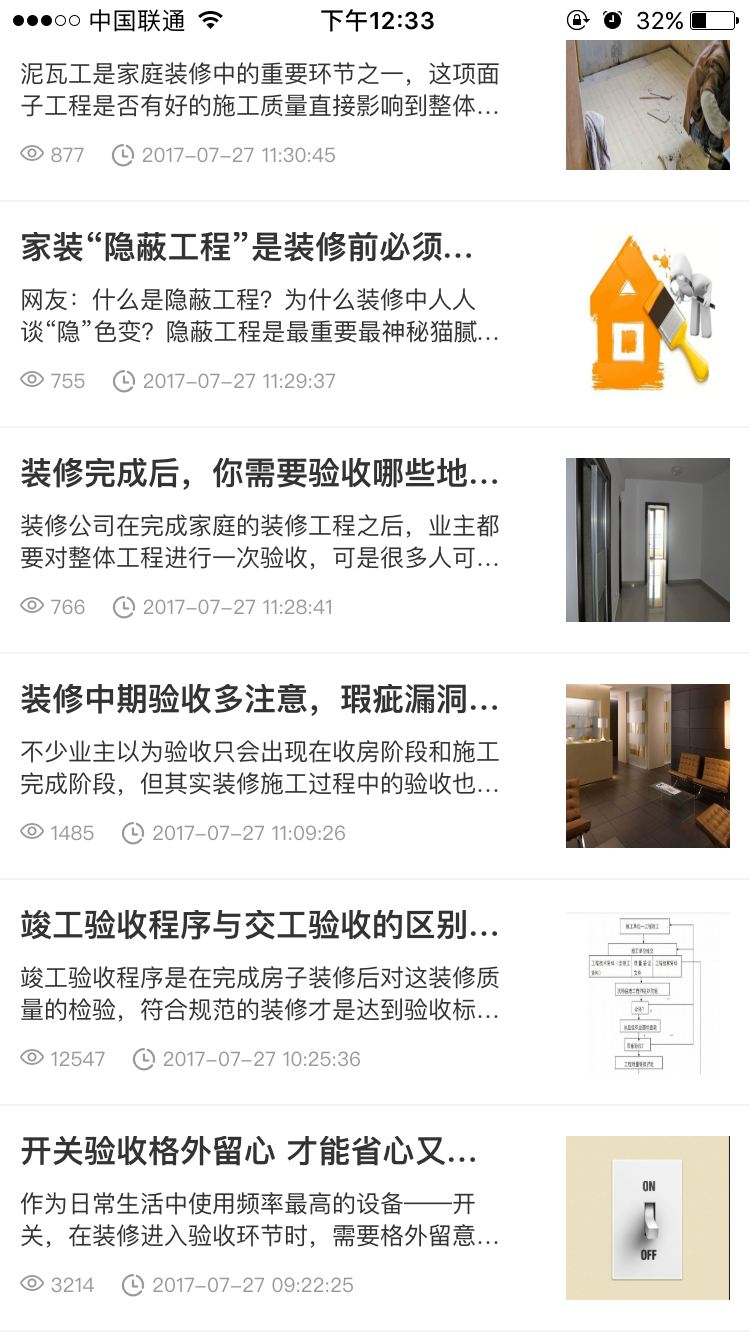 中国联通 下午12:33 32%
泥瓦工是家庭装修中的重要环节之一，这项面
子工程是否有好的施工质量直接影响到整体...
877 2017-07-27 11:30:45
家装“隐蔽工程”是装修前必须...
网友：什么是隐蔽工程？为什么装修中人人
谈“隐”色变？隐蔽工程是最重要最神秘猫腻...
755 2017-07-27 11:29:37
装修完成后，你需要验收哪些地...
装修公司在完成家庭的装修工程之后，业主都
要对整体工程进行一次验收，可是很多人可...
766 2017-07-27 11:28:41
装修中期验收多注意，瑕疵漏洞...
不少业主以为验收只会出现在收房阶段和施工
完成阶段，但其实装修施工过程中的验收也...
1485 2017-07-27 11:09:26
竣工验收程序与交工验收的区别...
竣工验收程序是在完成房子装修后对这装修质
量的检验，符合规范的装修才是达到验收标...
12547 2017-07-27 10:25:36
开关验收格外留心 才能省心又...
作为日常生活中使用频率最高的设备——开
关，在装修进入验收环节时，需要格外留意...
3214 2017-07-27 09:22:25
ON
OFF